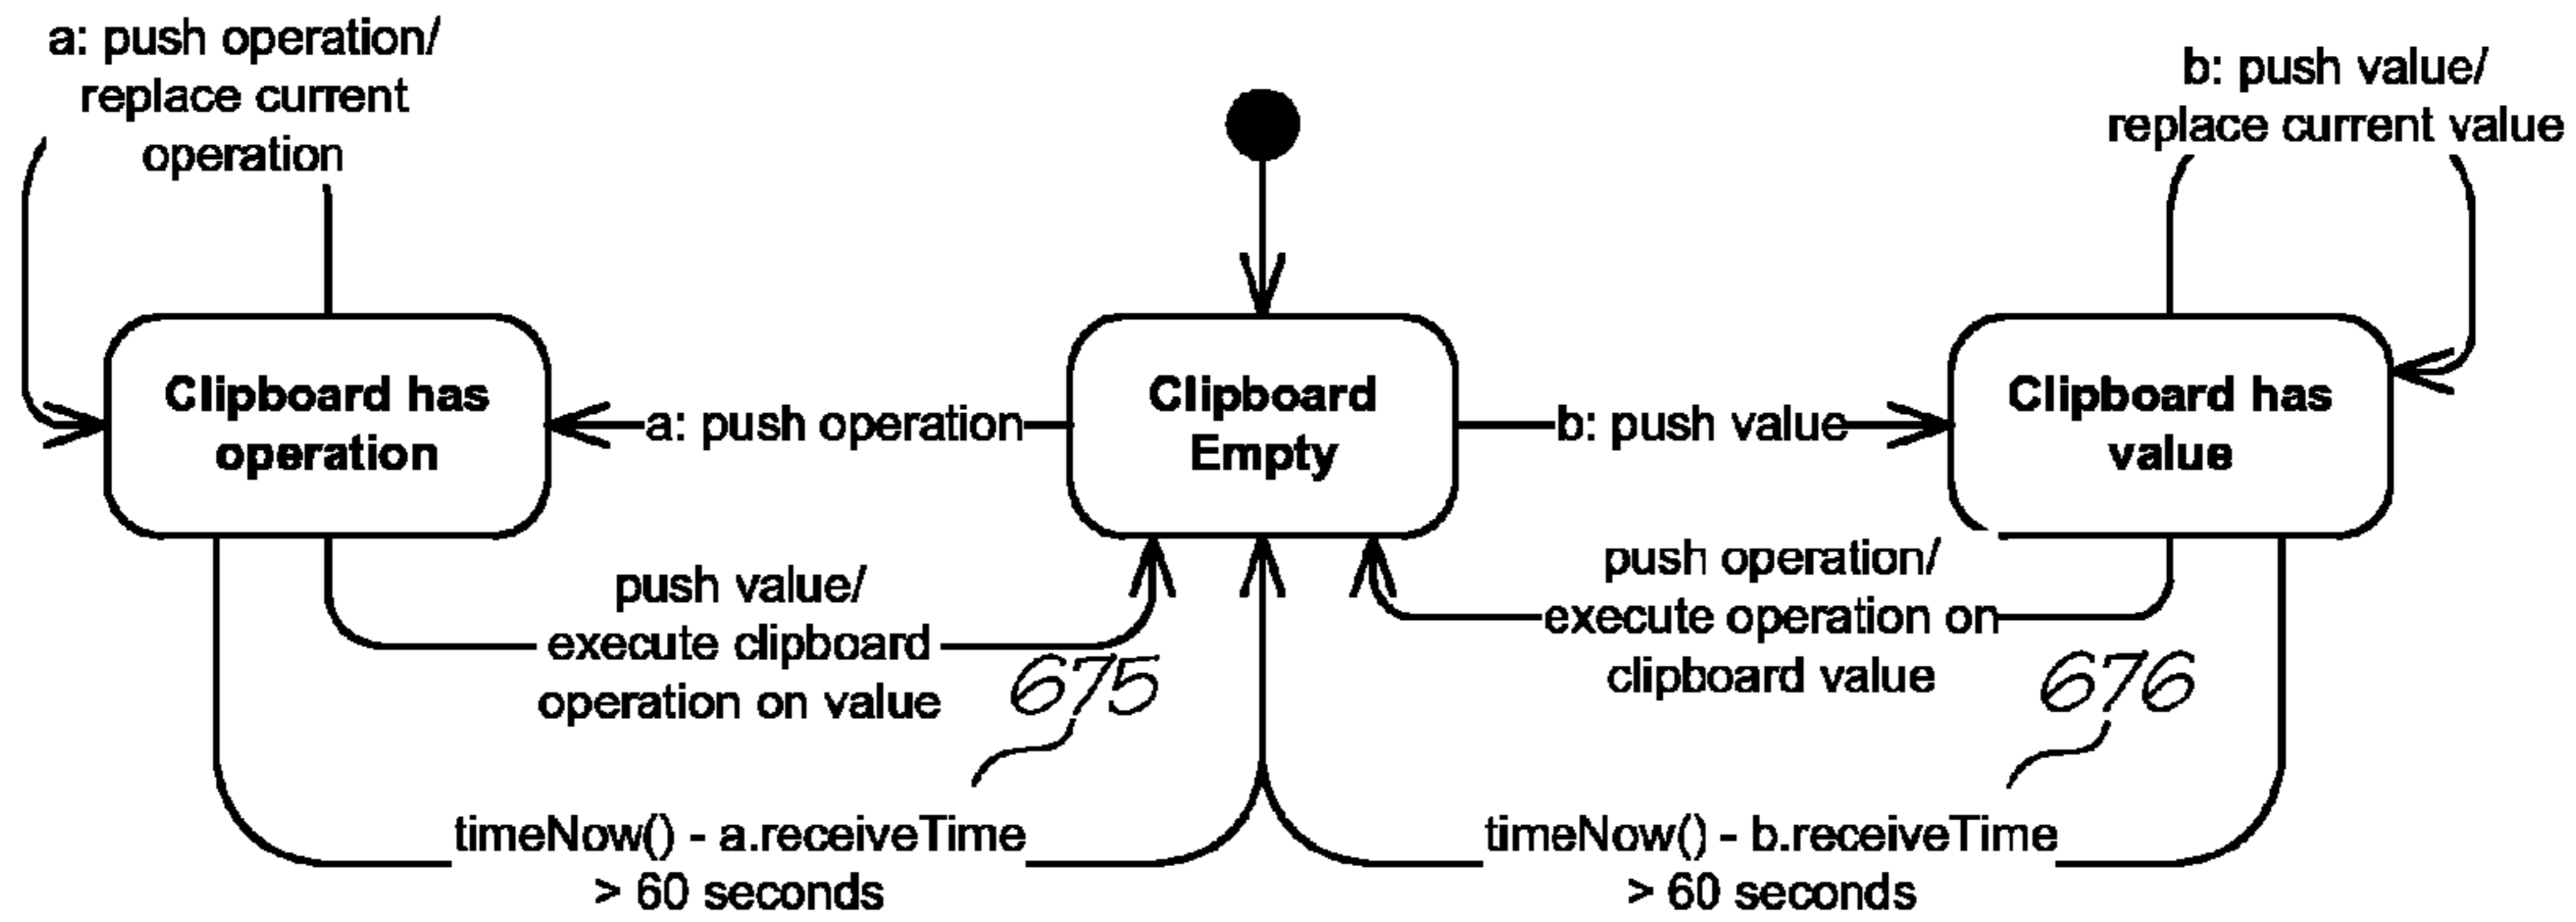 a: push operation/
replace current
operation
b: push value/
replace current value
Clipboard has
operation
a: push operation
Clipboard
Empty
b: push value
Clipboard has
value
push value/
execute clipboard
operation on value
675
push operation/
execute operation on
clipboard value
676
timeNow() - a.receiveTime
> 60 seconds
timeNow() - b.receiveTime
> 60 seconds